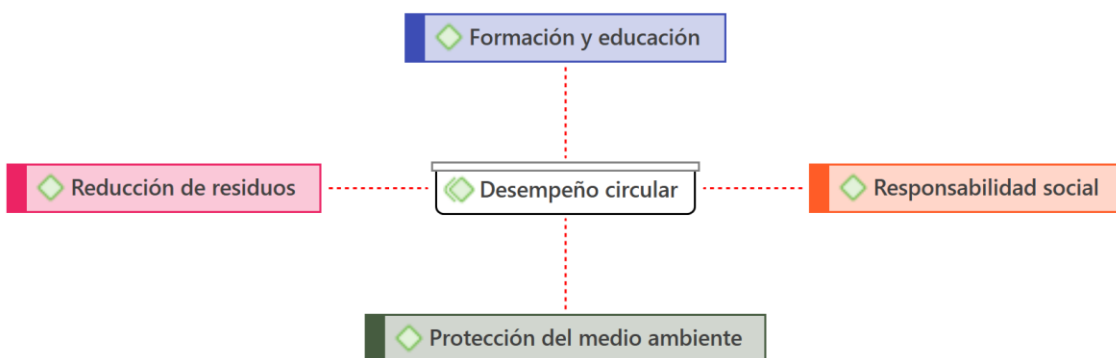 Formación y educación
Reducción de residuos
Desempeño circular
Responsabilidad social
Protección del medio ambiente